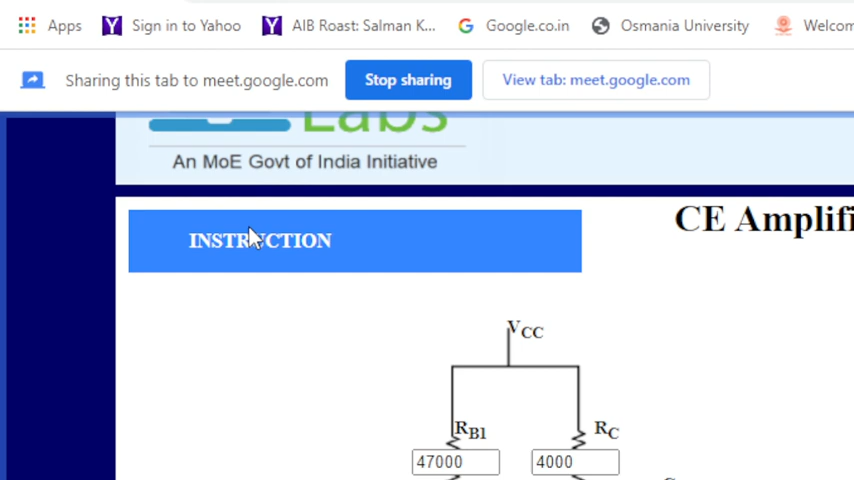 Apps Sign in to Yahoo AIB Roast: Salman K... Google.co.in Osmania University Welcom
Sharing this tab to meet.google.com Stop sharing View tab: meet.google.com
Labs
An MoE Govt of India Initiative
CE Amplifi
INSTRUCTION
VCC
RB1 RC
47000 4000